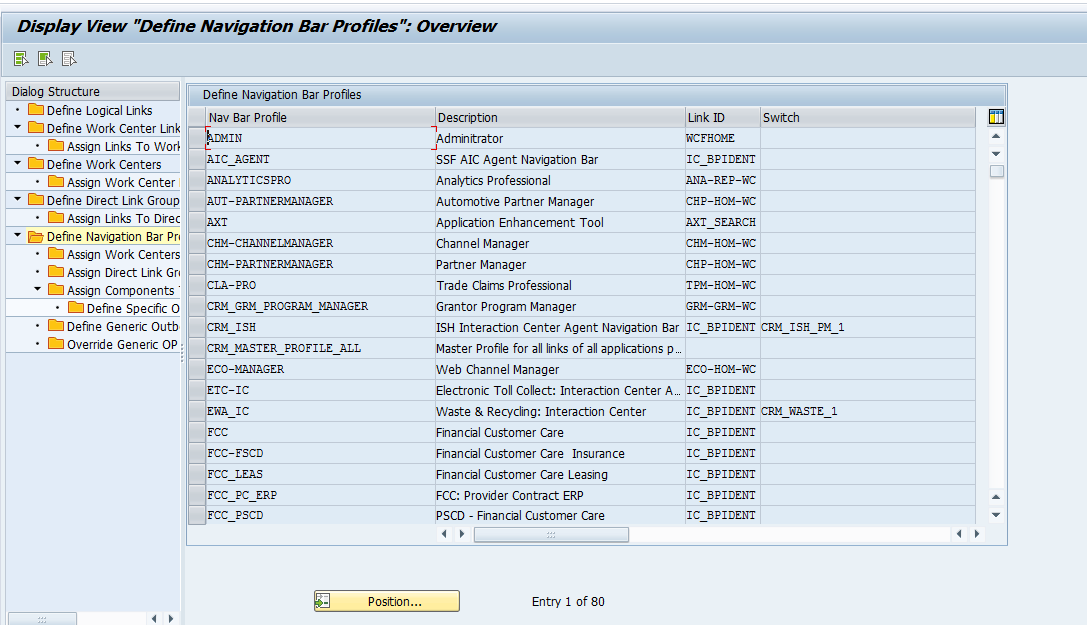 Display View "Define Navigation Bar Profiles": Overview
Dialog Structure
Define Logical Links
Define Work Center Link
Assign Links To Work
Define Work Centers
Assign Work Center
Define Direct Link Group
Assign Links To Direc
Define Navigation Bar Pr
Assign Work Centers
Assign Direct Link Gr
Assign Components
Define Specific O
Define Generic Outb
Override Generic OP
Define Navigation Bar Profiles
Nav Bar Profile Description Link ID Switch
ADMIN Adminitrator WCFHOME
AIC_AGENT SSF AIC Agent Navigation Bar IC_BPIDENT
ANALYTICSPRO Analytics Professional ANA-REP-WC
AUT-PARTNERMANAGER Automotive Partner Manager CHP-HOM-WC
AXT Application Enhancement Tool AXT_SEARCH
CHM-CHANNELMANAGER Channel Manager CHM-HOM-WC
CHM-PARTNERMANAGER Partner Manager CHP-HOM-WC
CLA-PRO Trade Claims Professional TPM-HOM-WC
CRM_GRM_PROGRAM_MANAGER Grantor Program Manager GRM-GRM-WC
CRM_ISH ISH Interaction Center Agent Navigation Bar IC_BPIDENT CRM_ISH_PM_1
CRM_MASTER_PROFILE_ALL Master Profile for all links of all applications p...
ECO-MANAGER Web Channel Manager ECO-HOM-WC
ETC-IC Electronic Toll Collect: Interaction Center A... IC_BPIDENT
EWA_IC Waste & Recycling: Interaction Center IC_BPIDENT CRM_WASTE_1
FCC Financial Customer Care IC_BPIDENT
FCC-FSCD Financial Customer Care  Insurance IC_BPIDENT
FCC_LEAS Financial Customer Care Leasing IC_BPIDENT
FCC_PC_ERP FCC: Provider Contract ERP IC_BPIDENT
FCC_PSCD PSCD - Financial Customer Care IC_BPIDENT
Position... Entry 1 of 80